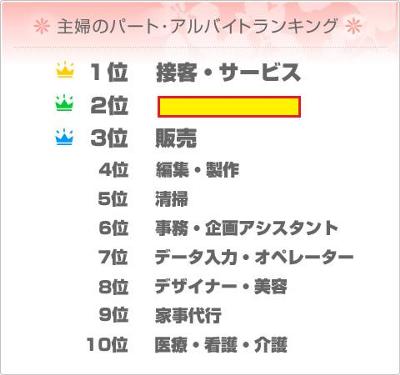 主婦のパート・アルバイトランキング
1位 接客・サービス
2位
3位 販売
4位 編集・製作
5位 清掃
6位 事務・企画アシスタント
7位 データ入力・オペレーター
8位 デザイナー・美容
9位 家事代行
10位 医療・看護・介護